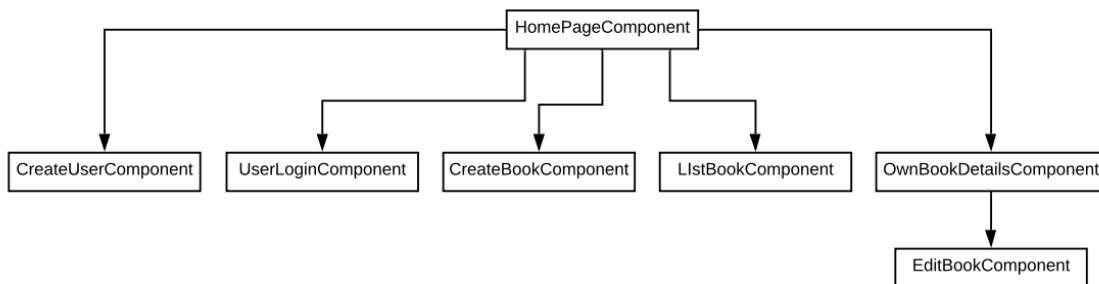 HomePageComponent
CreateUserComponent
UserLoginComponent
CreateBookComponent
LIstBookComponent
OwnBookDetailsComponent
EditBookComponent